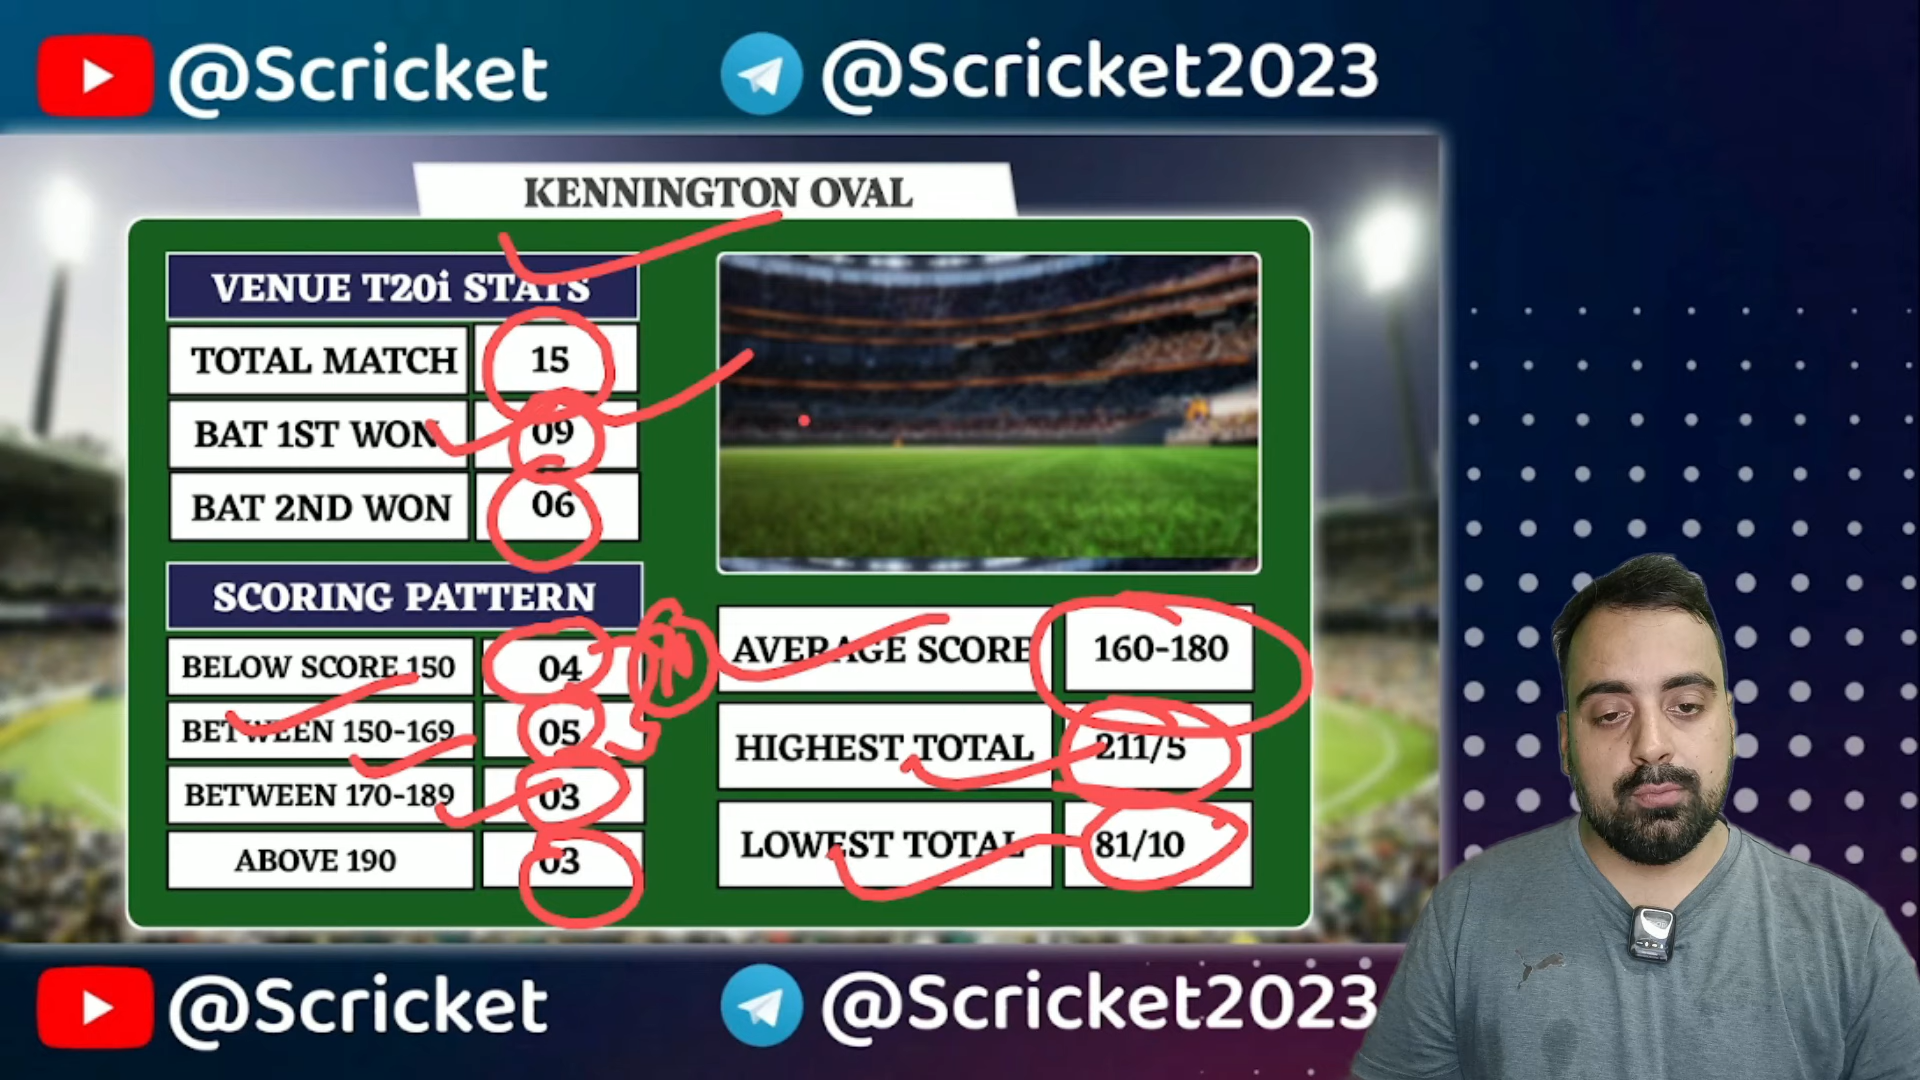 @Scricket @Scricket2023
KENNINGTON OVAL
VENUE T20i STATS
TOTAL MATCH 15
BAT 1ST WON 09
BAT 2ND WON 06
SCORING PATTERN
BELOW SCORE 150 04
BETWEEN 150-169 05
BETWEEN 170-189 03
ABOVE 190 03
AVERAGE SCORE 160-180
HIGHEST TOTAL 211/5
LOWEST TOTAL 81/10
@Scricket @Scricket2023